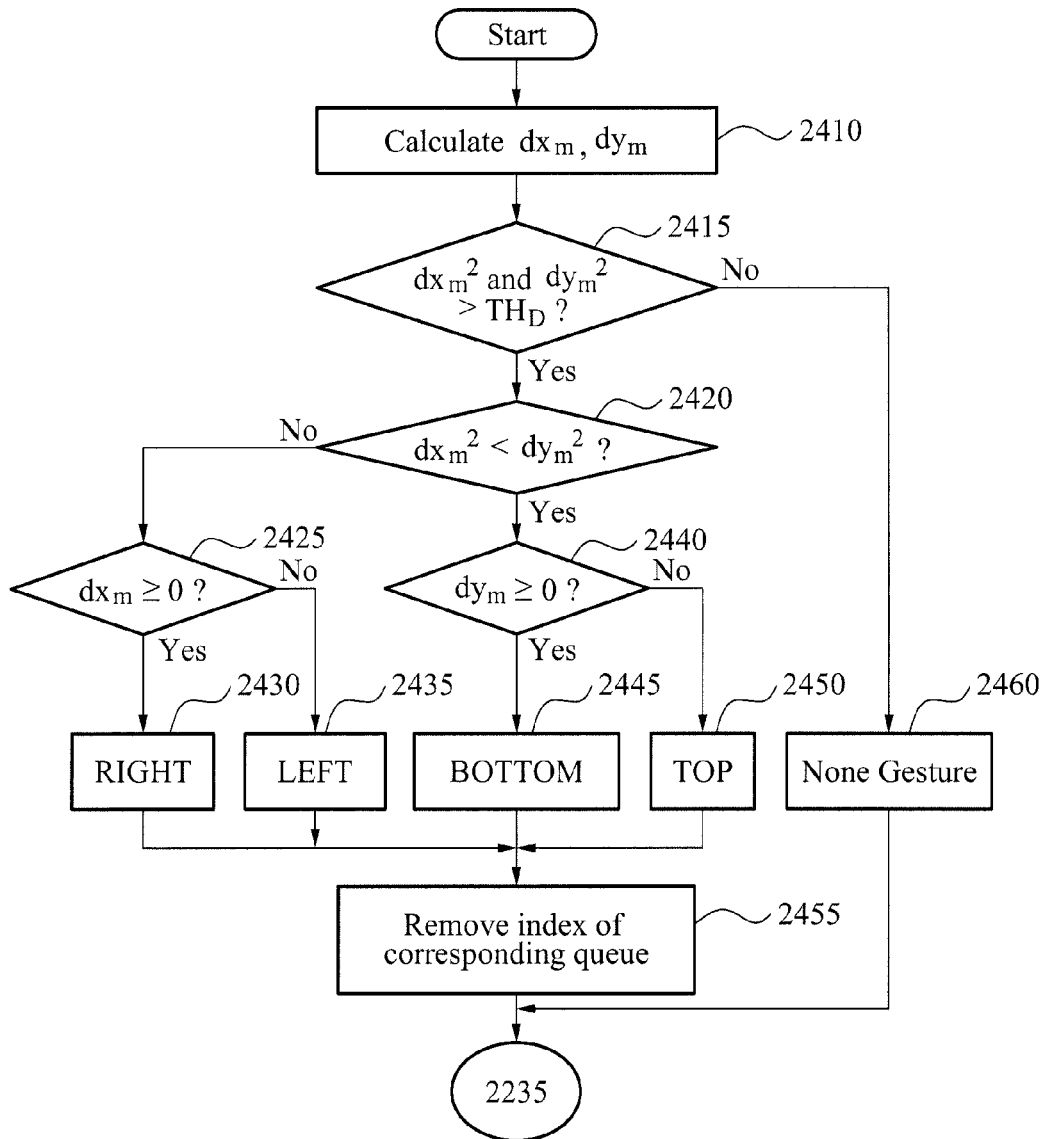 Start
Calculate dxₘ, dyₘ
2410
2415
dxₘ² and dyₘ²
> TH_D ?
No
Yes
2420
No
dxₘ² < dyₘ² ?
Yes
2425
2440
dxₘ ≥ 0 ?
No
dyₘ ≥ 0 ?
No
Yes
Yes
2430
2435
2445
2450
2460
RIGHT
LEFT
BOTTOM
TOP
None Gesture
Remove index of
corresponding queue
2455
2235